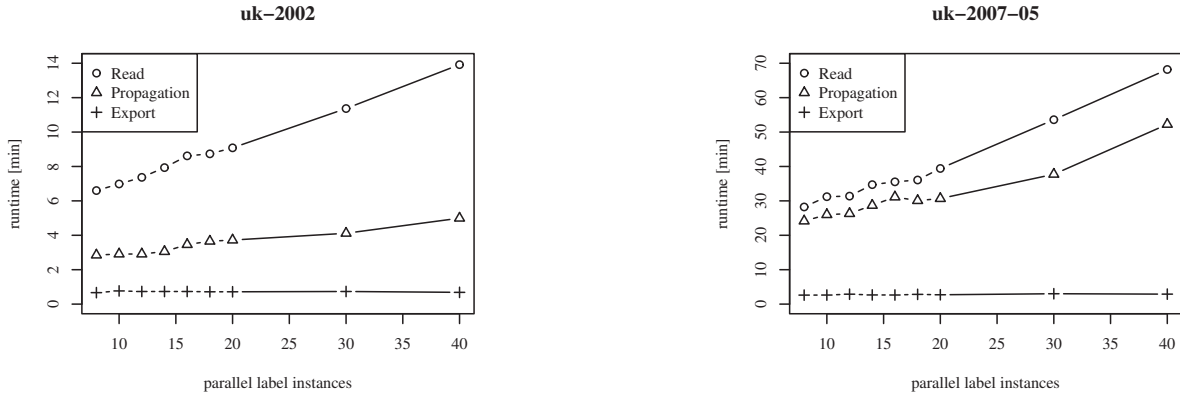 uk−2002
14
12
10
8
6
4
2
0
runtime [min]
Read
Propagation
Export
10 15 20 25 30 35 40
parallel label instances
uk−2007−05
70
60
50
40
30
20
10
0
runtime [min]
Read
Propagation
Export
10 15 20 25 30 35 40
parallel label instances